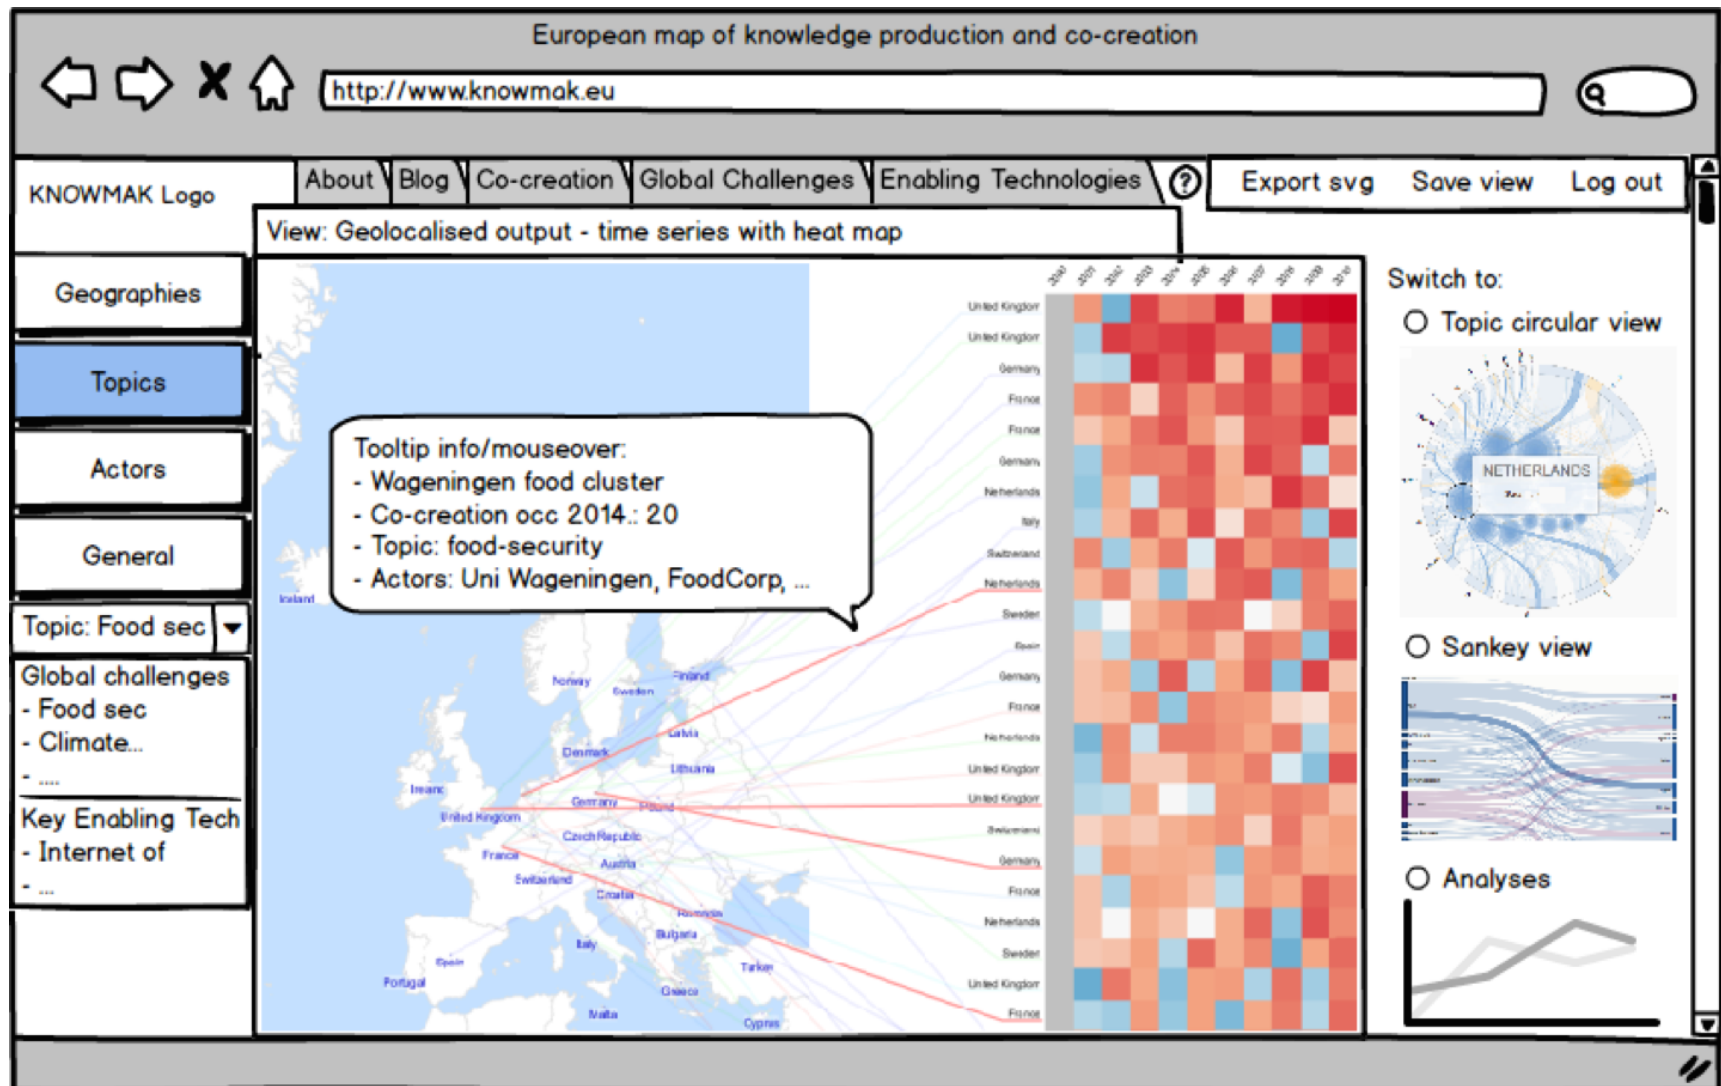 European map of knowledge production and co-creation
http://www.knowmak.eu
KNOWMAK Logo
About
Blog
Co-creation
Global Challenges
Enabling Technologies
?
Export svg
Save view
Log out
View: Geolocalised output - time series with heat map
Geographies
Topics
Actors
General
Topic: Food sec
Global challenges
- Food sec
- Climate...
- ....
Key Enabling Tech
- Internet of
- ...
Tooltip info/mouseover:
- Wageningen food cluster
- Co-creation occ 2014.: 20
- Topic: food-security
- Actors: Uni Wageningen, FoodCorp, ...
Iceland
Norway
Sweden
Finland
Latvia
Denmark
Lithuania
Ireland
Germany
Poland
United Kingdom
Czech Republic
France
Austria
Switzerland
Croatia
Romania
Bulgaria
Italy
Spain
Turkey
Portugal
Greece
Malta
Cyprus
United Kingdom
United Kingdom
Germany
France
France
Germany
Netherlands
Italy
Switzerland
Netherlands
Sweden
Spain
Germany
France
Netherlands
United Kingdom
United Kingdom
Switzerland
Germany
France
Netherlands
Sweden
United Kingdom
France
Switch to:
Topic circular view
NETHERLANDS
Sankey view
Analyses